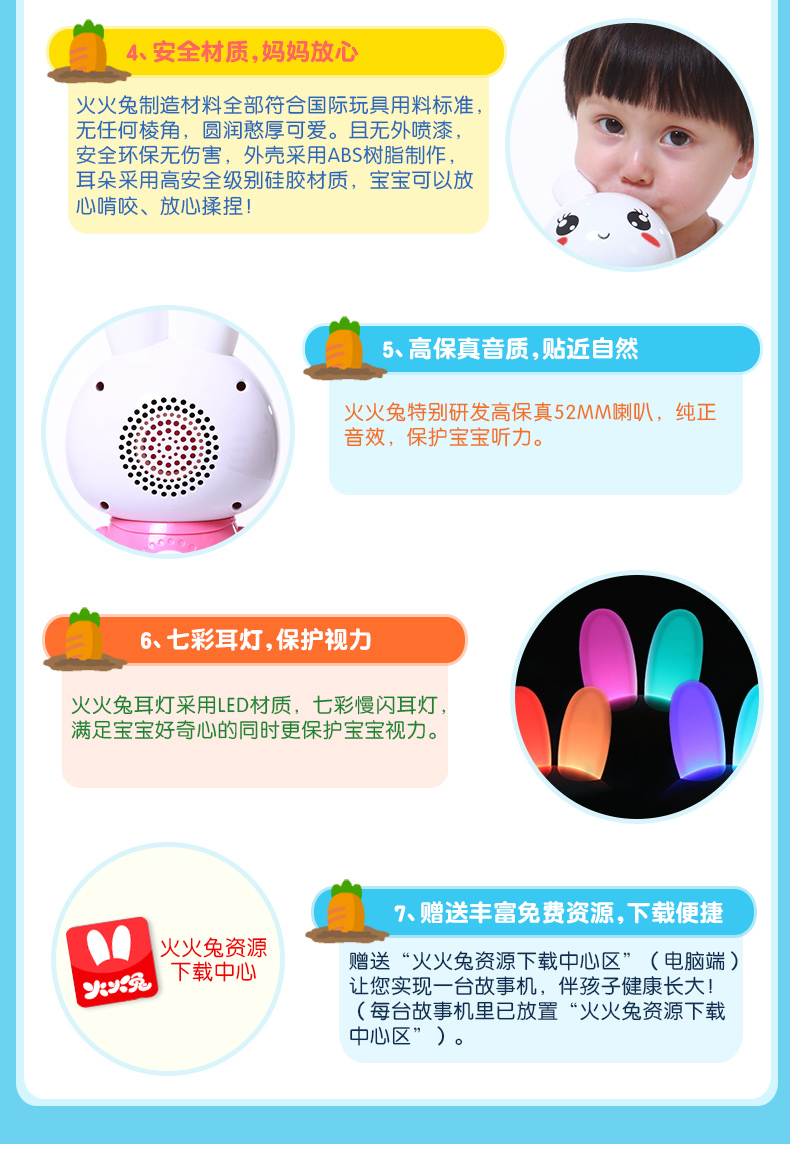 4、安全材质,妈妈放心
火火兔制造材料全部符合国际玩具用料标准，
无任何棱角，圆润憨厚可爱。且无外喷漆，
安全环保无伤害，外壳采用ABS树脂制作，
耳朵采用高安全级别硅胶材质，宝宝可以放
心啃咬、放心揉捏！
5、高保真音质,贴近自然
火火兔特别研发高保真52MM喇叭，纯正
音效，保护宝宝听力。
6、七彩耳灯,保护视力
火火兔耳灯采用LED材质，七彩慢闪耳灯，
满足宝宝好奇心的同时更保护宝宝视力。
火火兔
火火兔资源
下载中心
7、赠送丰富免费资源,下载便捷
赠送“火火兔资源下载中心区”（电脑端）
让您实现一台故事机，伴孩子健康长大！
（每台故事机里已放置“火火兔资源下载
中心区”）。